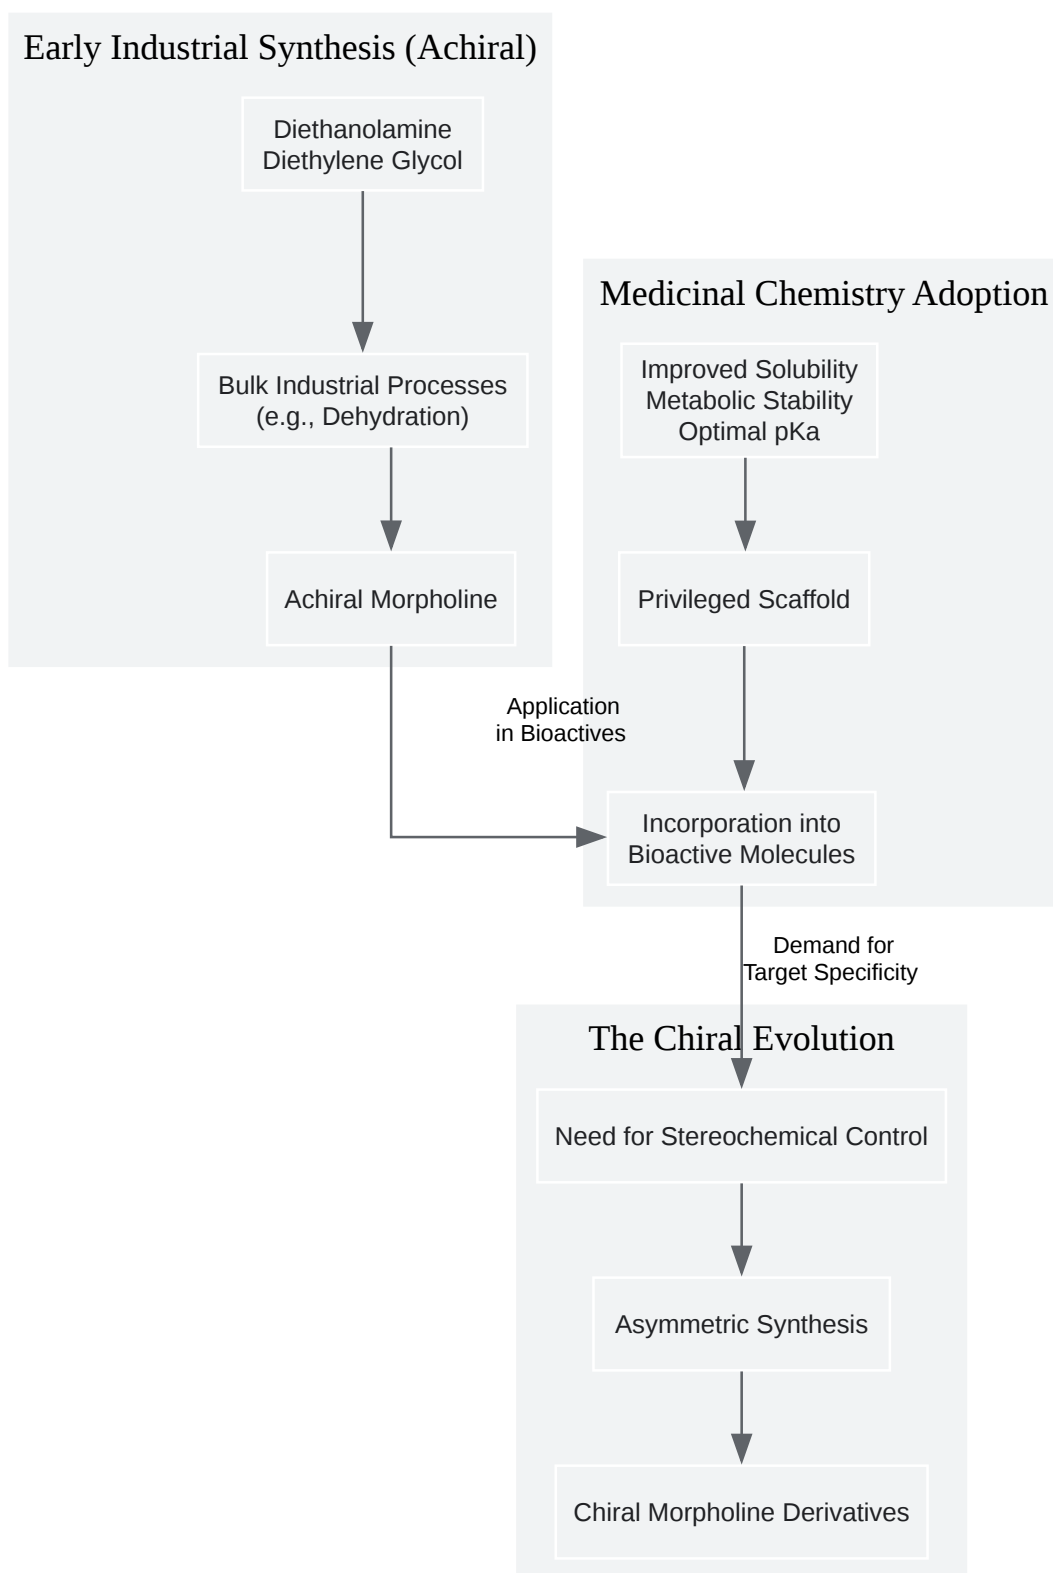 Early Industrial Synthesis (Achiral)
Diethanolamine
Diethylene Glycol
Bulk Industrial Processes
(e.g., Dehydration)
Achiral Morpholine
Medicinal Chemistry Adoption
Improved Solubility
Metabolic Stability
Optimal pKa
Privileged Scaffold
Application
in Bioactives
Incorporation into
Bioactive Molecules
Demand for
Target Specificity
The Chiral Evolution
Need for Stereochemical Control
Asymmetric Synthesis
Chiral Morpholine Derivatives